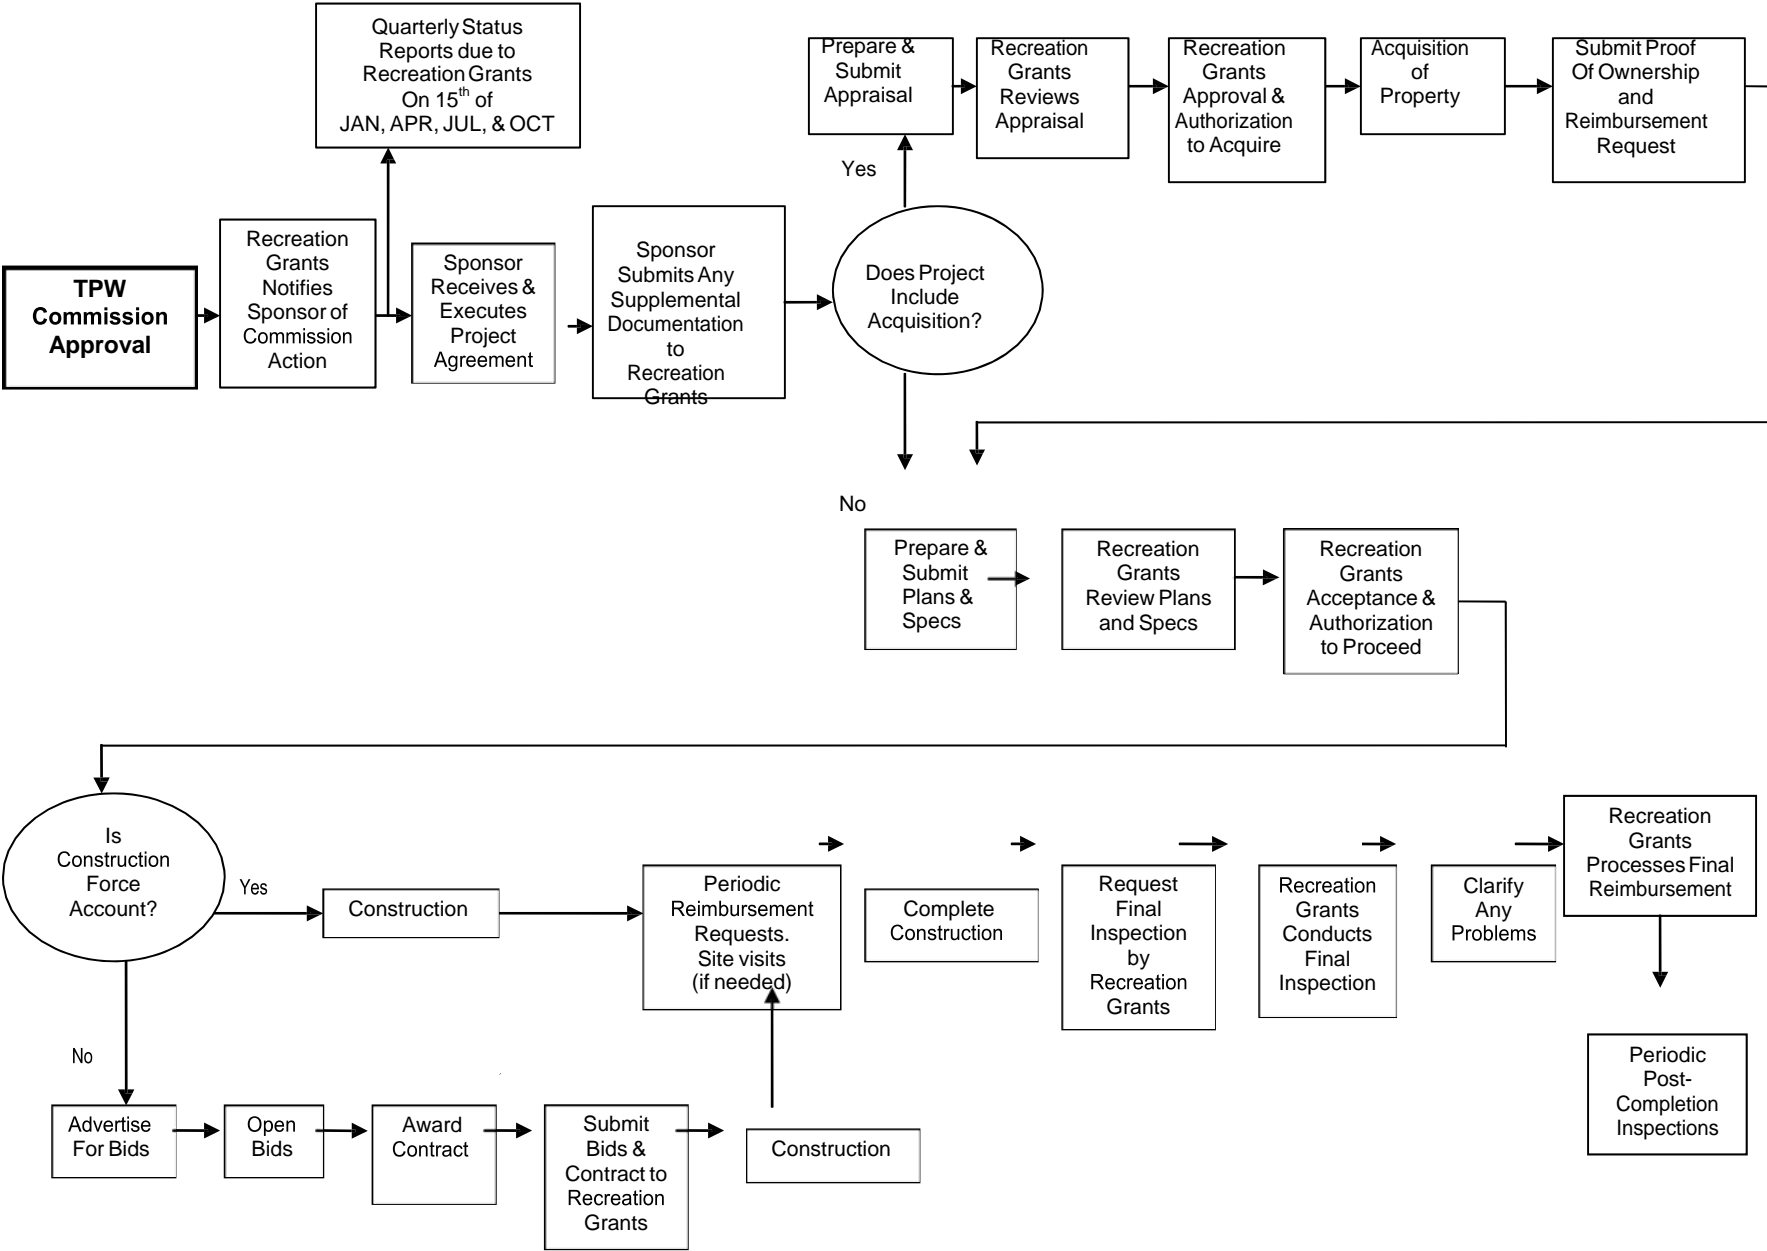 Quarterly Status
Reports due to
Recreation Grants
On 15th of
JAN, APR, JUL, & OCT
Prepare &
Submit
Appraisal
Recreation
Grants
Reviews
Appraisal
Recreation
Grants
Approval &
Authorization
to Acquire
Acquisition
of
Property
Submit Proof
Of Ownership
and
Reimbursement
Request
Yes
TPW
Commission
Approval
Recreation
Grants
Notifies
Sponsor of
Commission
Action
Sponsor
Receives &
Executes
Project
Agreement
Sponsor
Submits Any
Supplemental
Documentation
to
Recreation
Grants
Does Project
Include
Acquisition?
No
Prepare &
Submit
Plans &
Specs
Recreation
Grants
Review Plans
and Specs
Recreation
Grants
Acceptance &
Authorization
to Proceed
Is
Construction
Force
Account?
Yes
Construction
Periodic
Reimbursement
Requests.
Site visits
(if needed)
Complete
Construction
Request
Final
Inspection
by
Recreation
Grants
Recreation
Grants
Conducts
Final
Inspection
Clarify
Any
Problems
Recreation
Grants
Processes Final
Reimbursement
No
Advertise
For Bids
Open
Bids
Award
Contract
Submit
Bids &
Contract to
Recreation
Grants
Construction
Periodic
Post-
Completion
Inspections